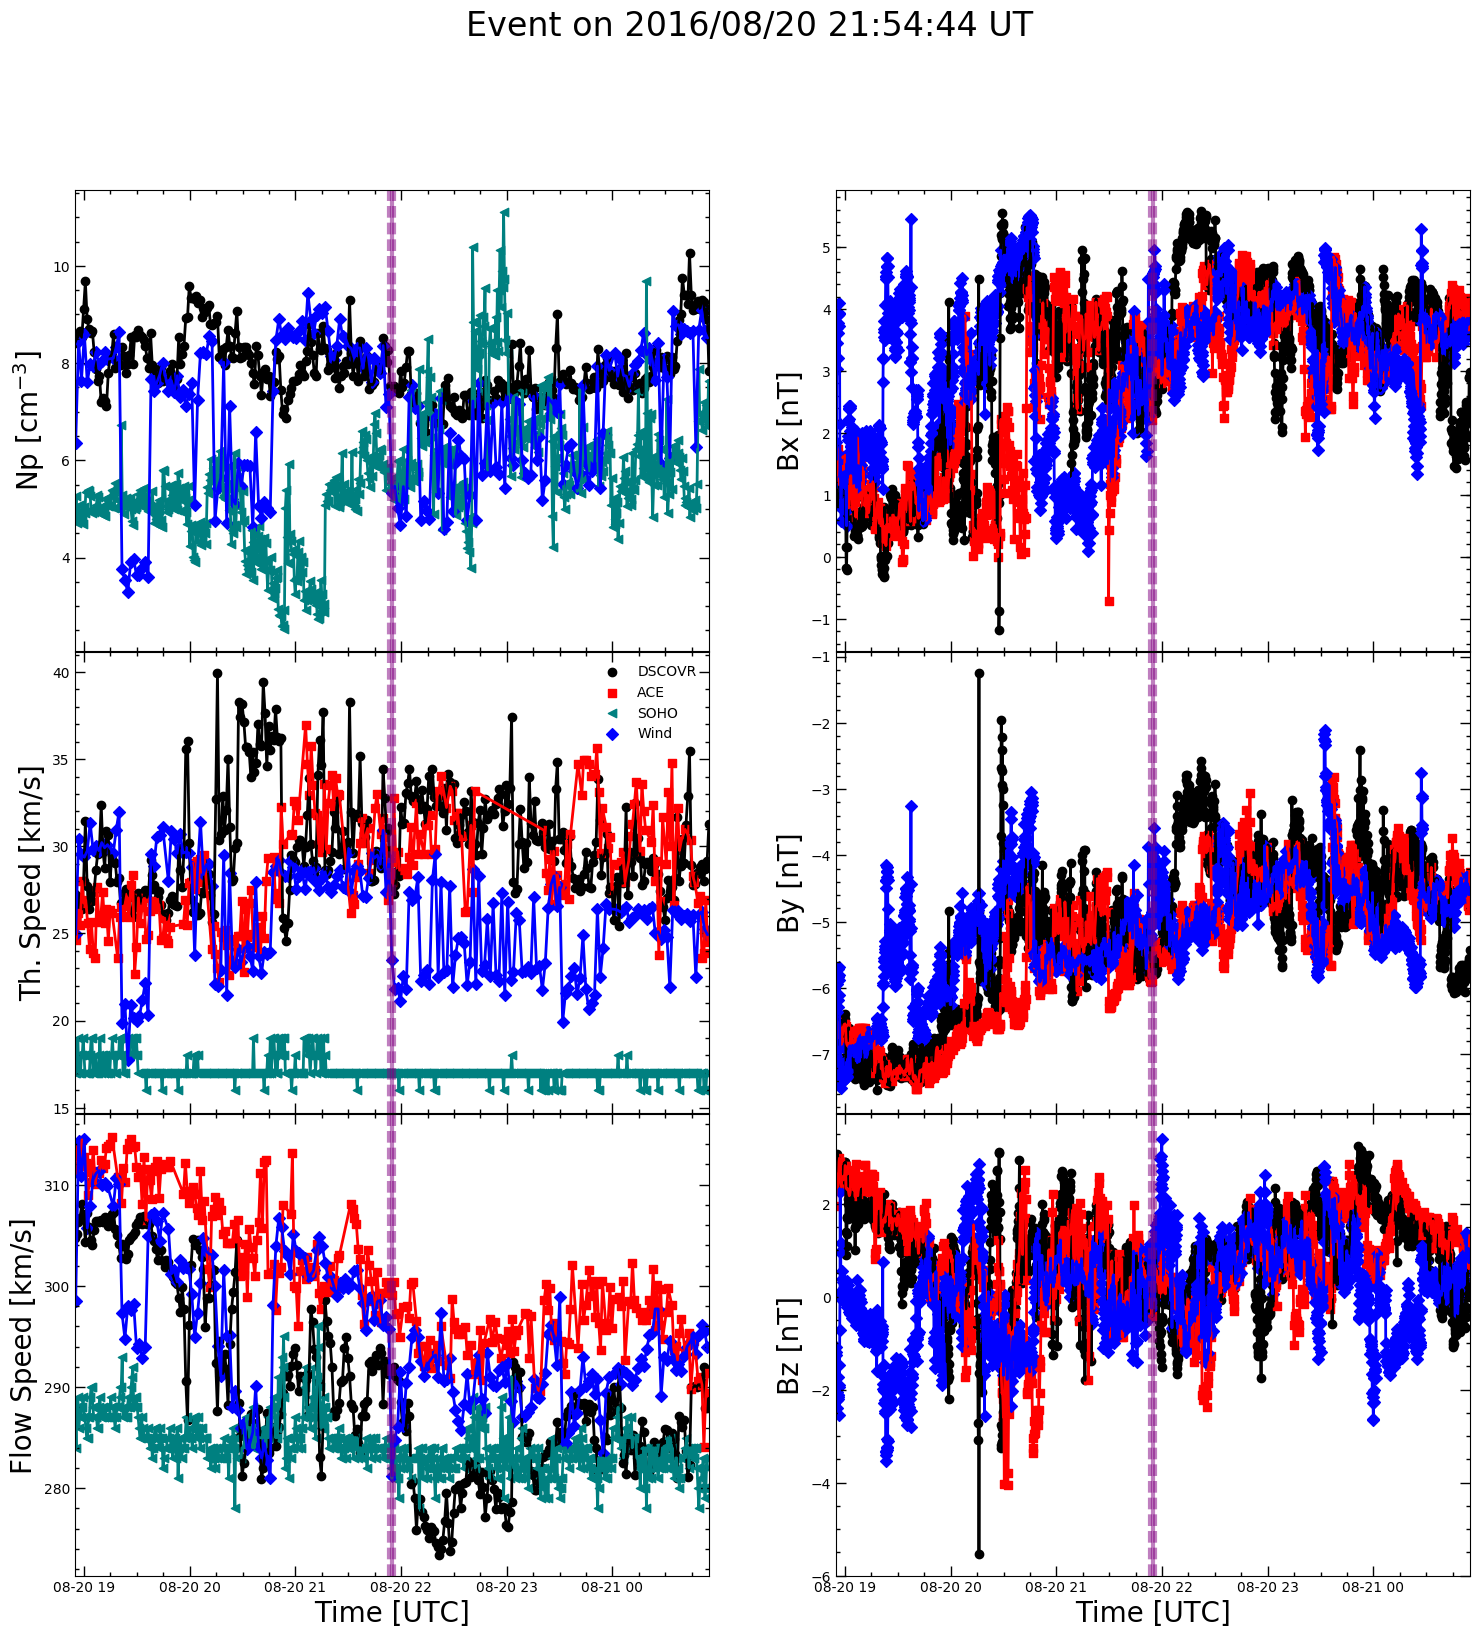 Event on 2016/08/20 21:54:44 UT
Np [cm⁻³]
10
8
6
4
Bx [nT]
5
4
3
2
1
0
−1
Th. Speed [km/s]
40
35
30
25
20
15
DSCOVR
ACE
SOHO
Wind
By [nT]
−1
−2
−3
−4
−5
−6
−7
Flow Speed [km/s]
310
300
290
280
Bz [nT]
2
0
−2
−4
−6
08-20 19 08-20 20 08-20 21 08-20 22 08-20 23 08-21 00
Time [UTC]
08-20 19 08-20 20 08-20 21 08-20 22 08-20 23 08-21 00
Time [UTC]